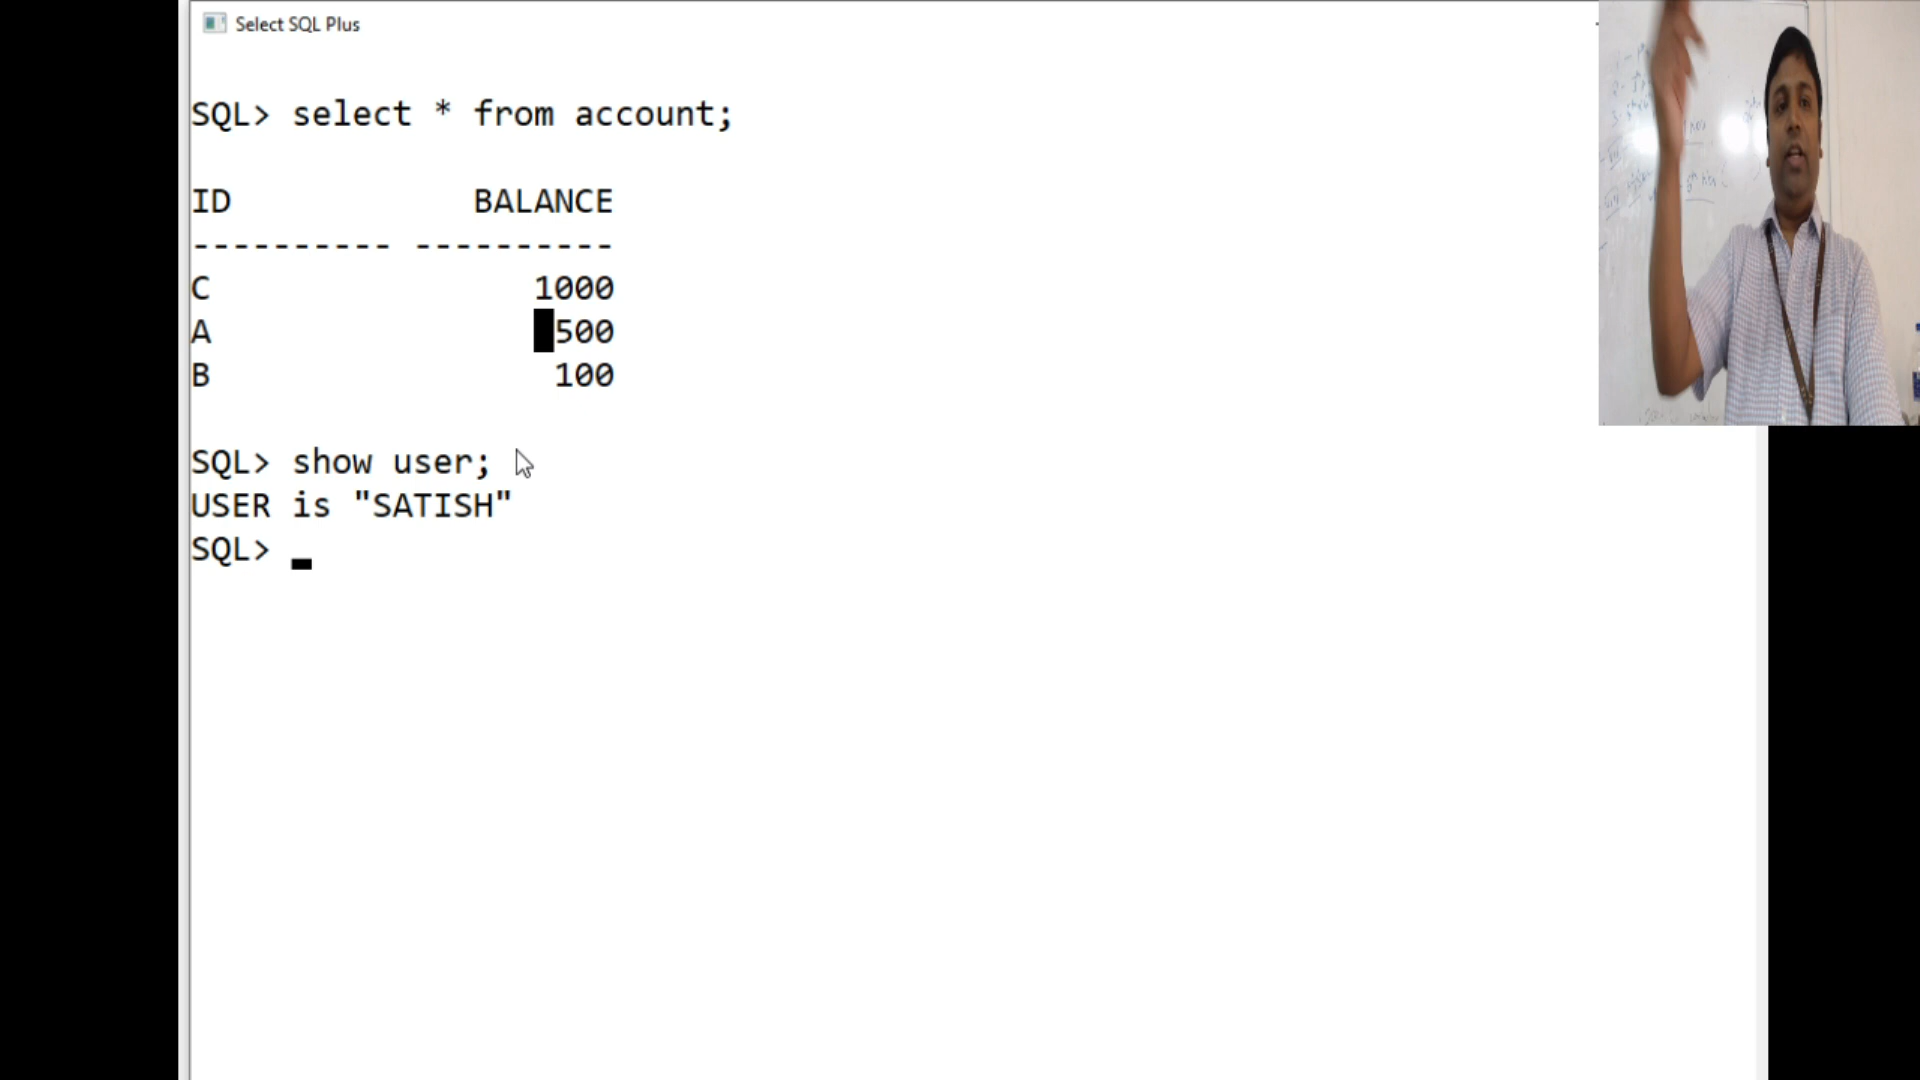 Select SQL Plus
SQL> select * from account;
ID BALANCE
---------- ----------
C 1000
A 500
B 100
SQL> show user;
USER is "SATISH"
SQL>